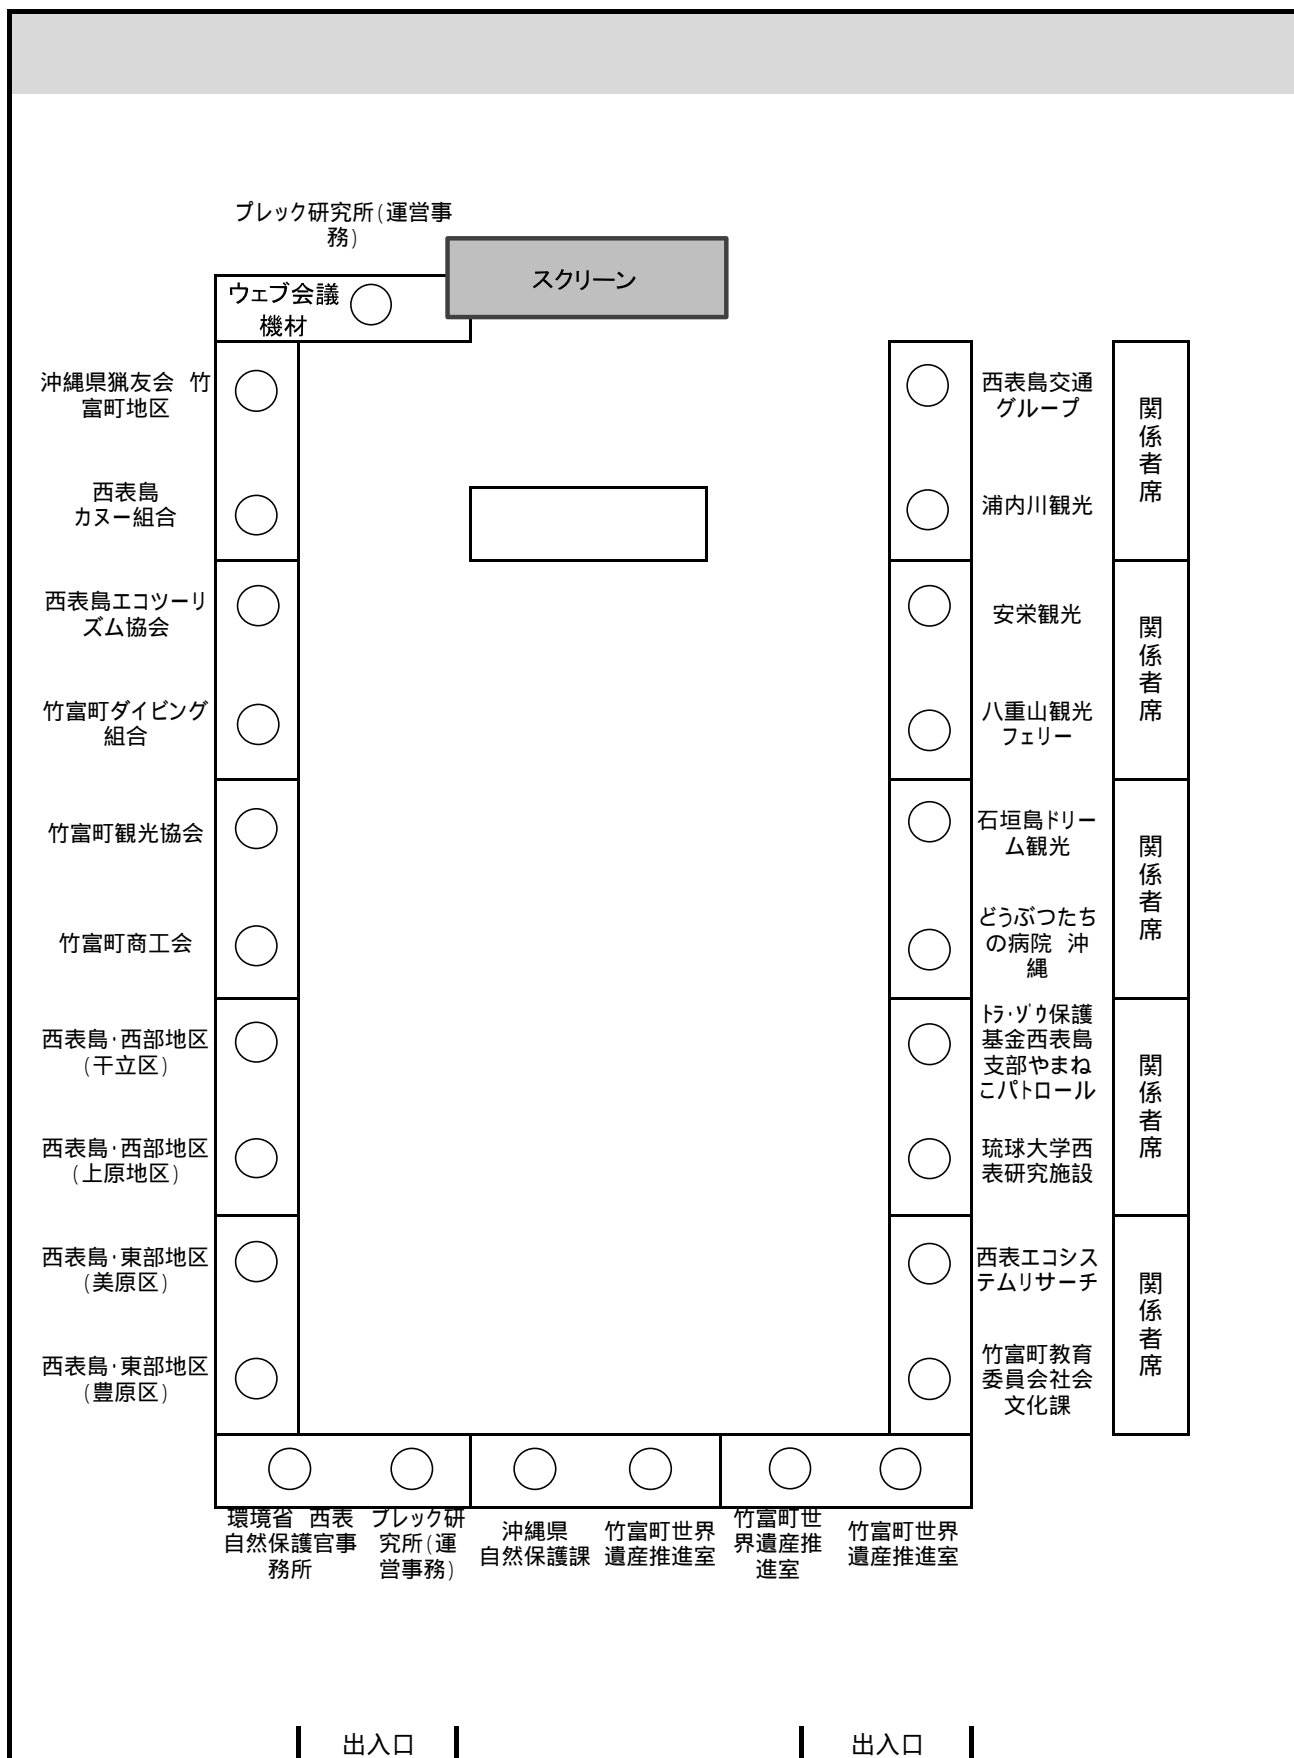 プレック研究所(運営事
務)
スクリーン
ウェブ会議
機材
沖縄県猟友会 竹
富町地区
西表島
カヌー組合
西表島エコツーリ
ズム協会
竹富町ダイビング
組合
竹富町観光協会
竹富町商工会
西表島・西部地区
(干立区)
西表島・西部地区
(上原地区)
西表島・東部地区
(美原区)
西表島・東部地区
(豊原区)
西表島交通
グループ
浦内川観光
安栄観光
八重山観光
フェリー
石垣島ドリー
ム観光
どうぶつたち
の病院 沖
縄
トラ・ゾウ保護
基金西表島
支部やまね
こパトロール
琉球大学西
表研究施設
西表エコシス
テムリサーチ
竹富町教育
委員会社会
文化課
関係者席
関係者席
関係者席
関係者席
関係者席
環境省 西表
自然保護官事
務所
プレック研
究所(運
営事務)
沖縄県
自然保護課
竹富町世界
遺産推進室
竹富町世
界遺産推
進室
竹富町世界
遺産推進室
出入口
出入口